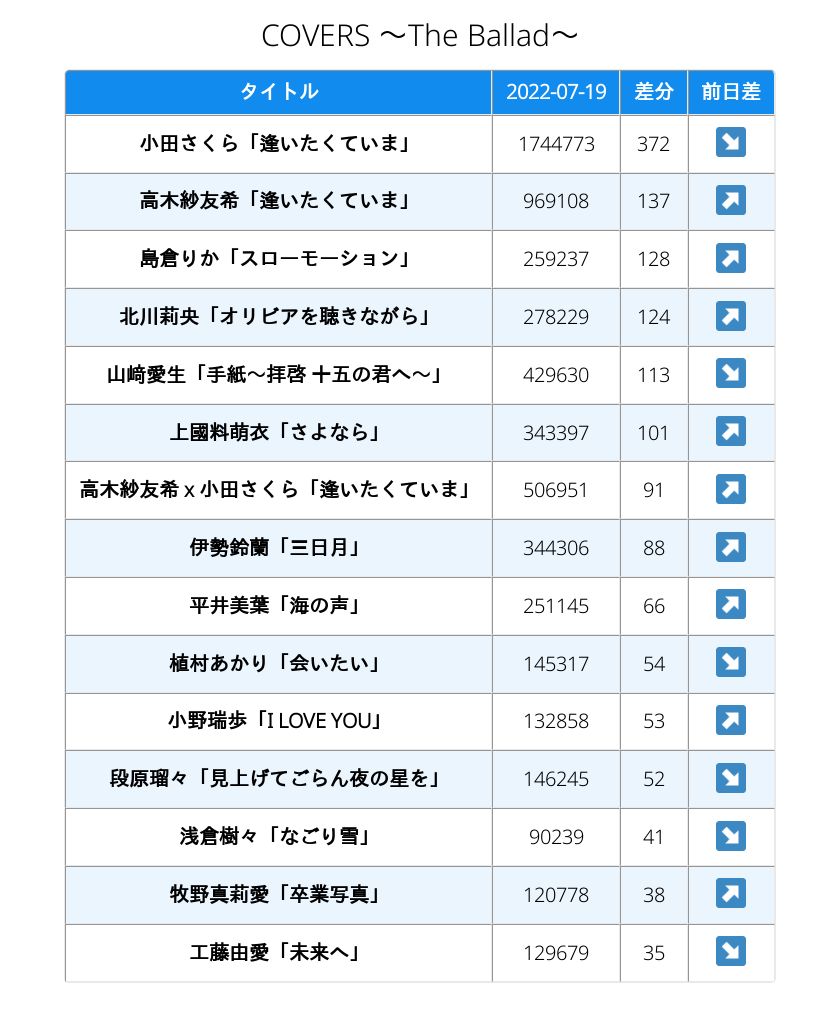 COVERS ～The Ballad～
タイトル 2022-07-19 差分 前日差
小田さくら「逢いたくていま」 1744773 372 ↘
高木紗友希「逢いたくていま」 969108 137 ↗
島倉りか「スローモーション」 259237 128 ↗
北川莉央「オリビアを聴きながら」 278229 124 ↗
山﨑愛生「手紙～拝啓 十五の君へ～」 429630 113 ↘
上國料萌衣「さよなら」 343397 101 ↗
高木紗友希 x 小田さくら「逢いたくていま」 506951 91 ↗
伊勢鈴蘭「三日月」 344306 88 ↗
平井美葉「海の声」 251145 66 ↗
植村あかり「会いたい」 145317 54 ↘
小野瑞歩「I LOVE YOU」 132858 53 ↗
段原瑠々「見上げてごらん夜の星を」 146245 52 ↘
浅倉樹々「なごり雪」 90239 41 ↘
牧野真莉愛「卒業写真」 120778 38 ↗
工藤由愛「未来へ」 129679 35 ↘